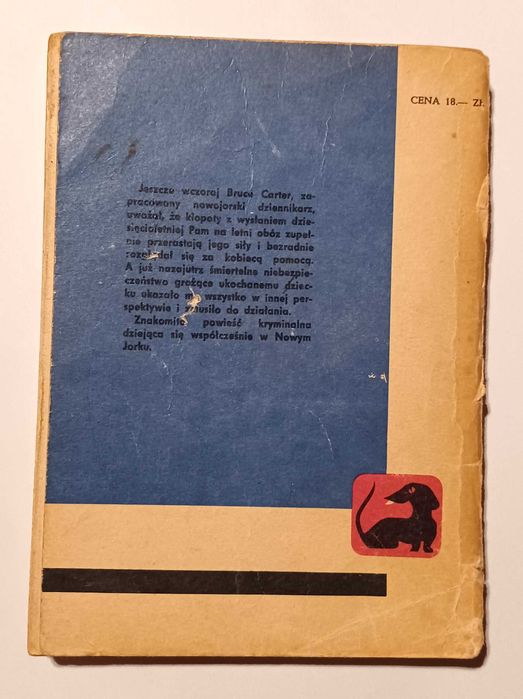 CENA 18.— ZŁ
Jeszcze wczoraj Bruce Carter, za-
pracowany nowojorski dziennikarz,
uważał, że kłopoty z wysłaniem dzie-
sięcioletniej Pam na letni obóz zupeł-
nie przerastają jego siły i bezradnie
rozglądał się za kobiecą pomocą.
A już nazajutrz śmiertelne niebezpie-
czeństwo grożące ukochanemu dziec-
ku ukazało mu wszystko w innej per-
spektywie i zmusiło do działania.
Znakomita powieść kryminalna
dziejąca się współcześnie w Nowym
Jorku.